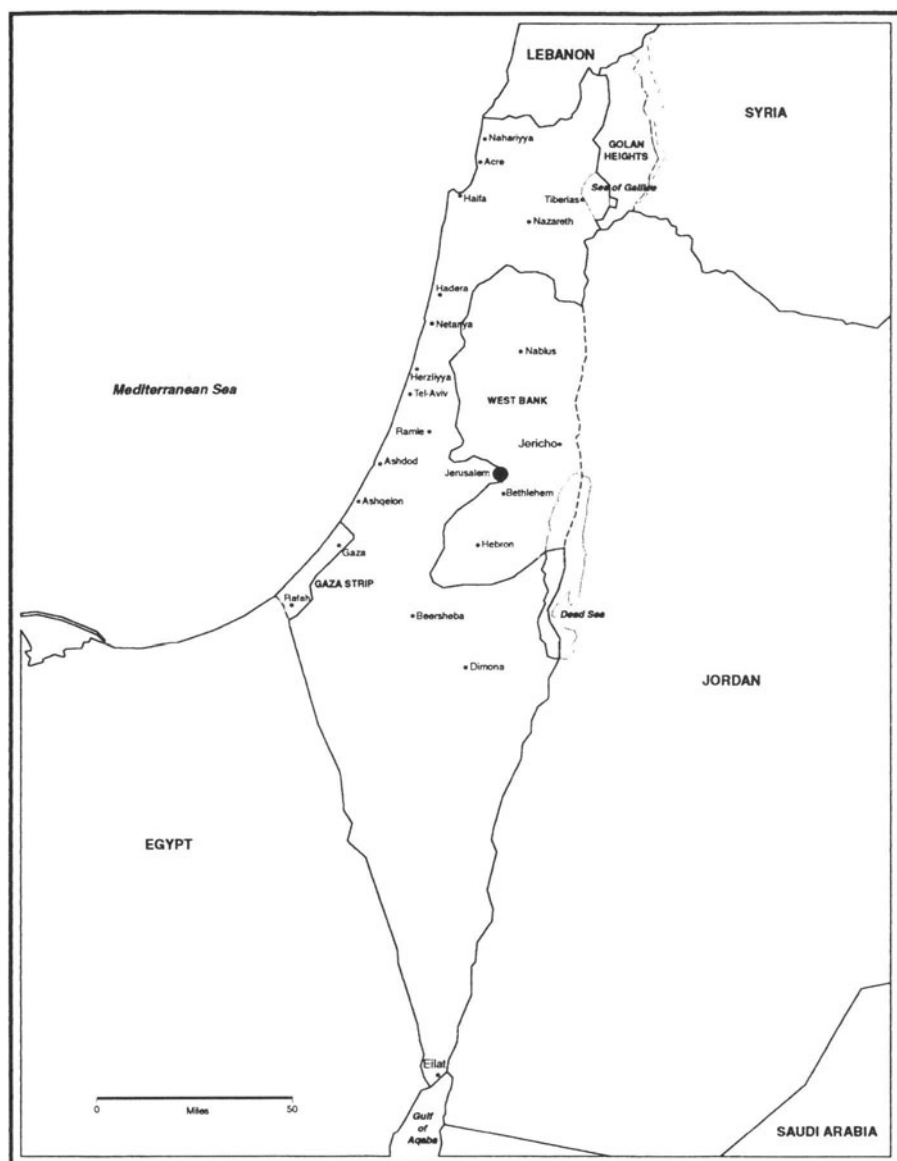 LEBANON
SYRIA
Nahariyya
GOLAN
HEIGHTS
Acre
Sea of Galilee
Haifa
Tiberias
Nazareth
Hadera
Netanya
Nablus
Herzliyya
Mediterranean Sea
Tel-Aviv
WEST BANK
Ramle
Jericho
Ashdod
Jerusalem
Bethlehem
Ashqelon
Hebron
Gaza
GAZA STRIP
Rafah
Beersheba
Dead Sea
Dimona
JORDAN
EGYPT
Eilat
0 50
Miles
Gulf
of
Aqaba
SAUDI ARABIA